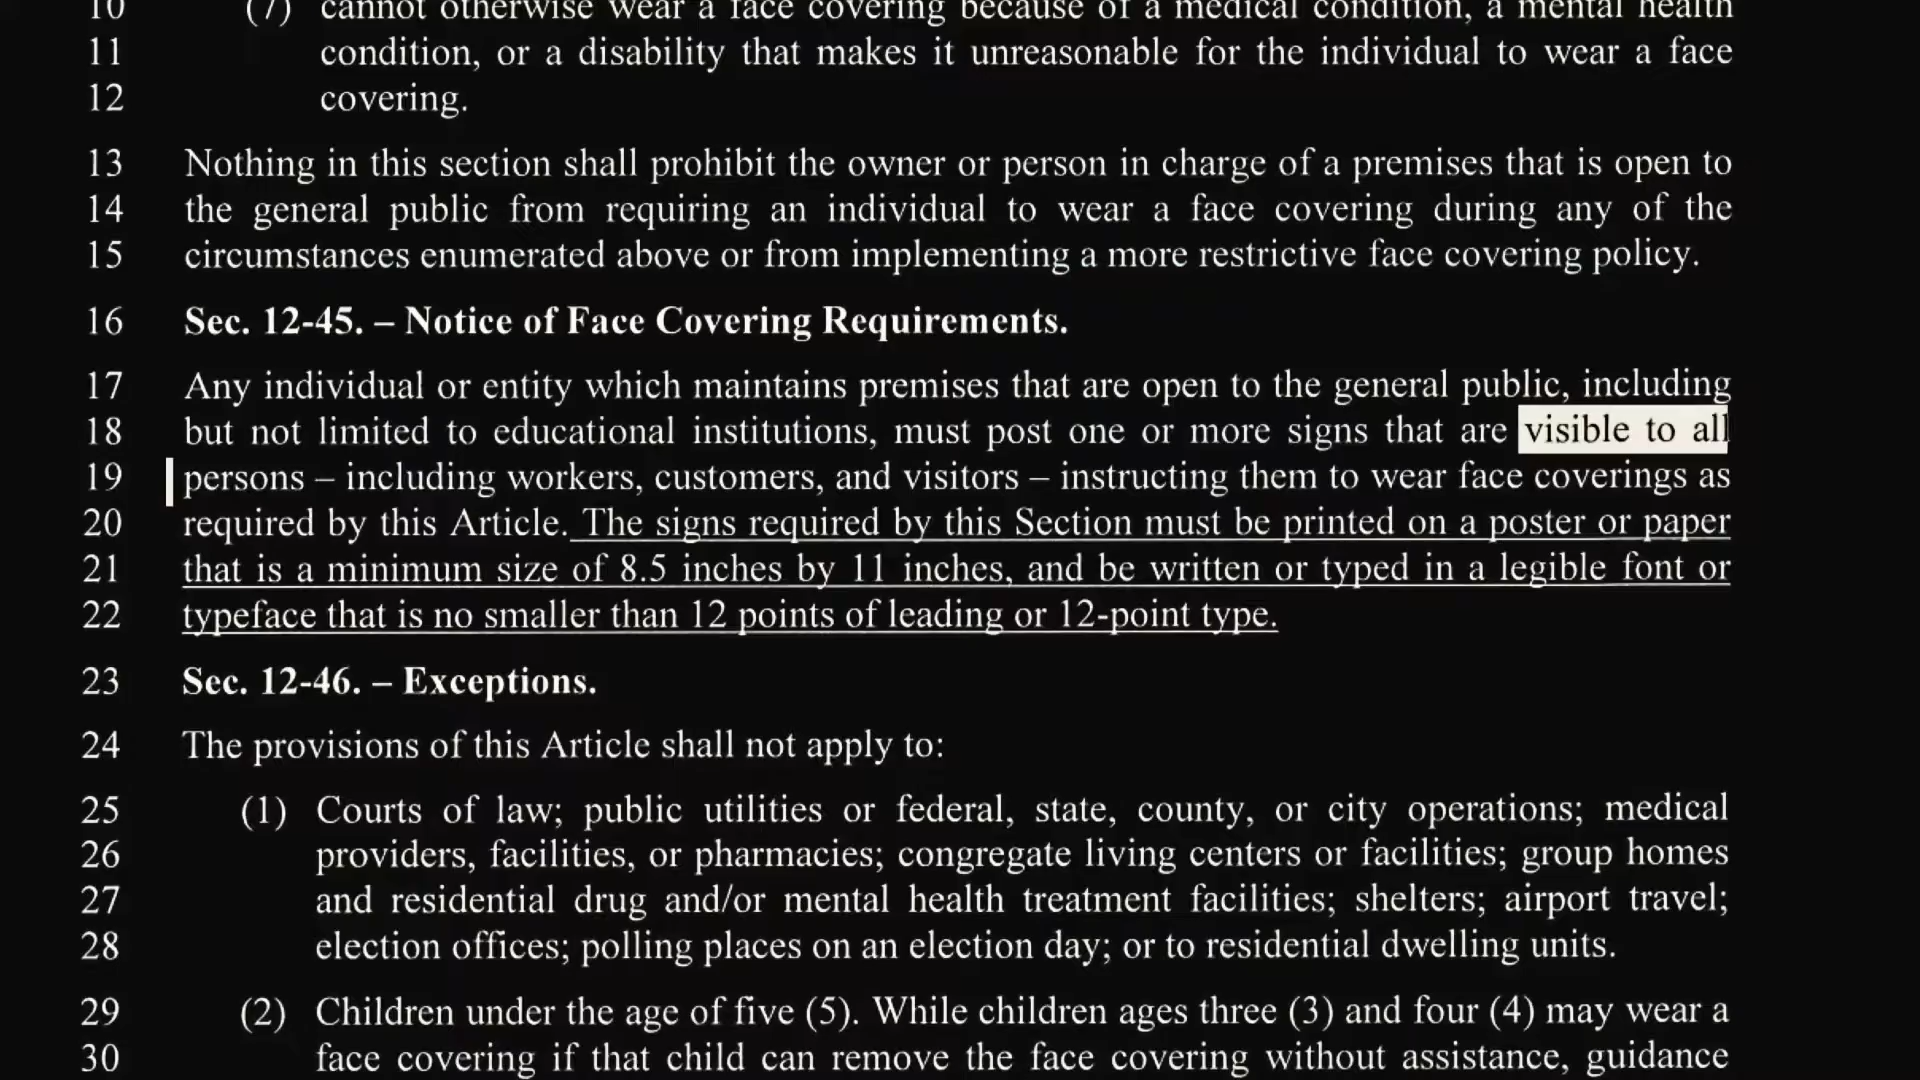 10 (7) cannot otherwise wear a face covering because of a medical condition, a mental health
11 condition, or a disability that makes it unreasonable for the individual to wear a face
12 covering.
13 Nothing in this section shall prohibit the owner or person in charge of a premises that is open to
14 the general public from requiring an individual to wear a face covering during any of the
15 circumstances enumerated above or from implementing a more restrictive face covering policy.
16 Sec. 12-45. – Notice of Face Covering Requirements.
17 Any individual or entity which maintains premises that are open to the general public, including
18 but not limited to educational institutions, must post one or more signs that are visible to all
19 persons – including workers, customers, and visitors – instructing them to wear face coverings as
20 required by this Article. The signs required by this Section must be printed on a poster or paper
21 that is a minimum size of 8.5 inches by 11 inches, and be written or typed in a legible font or
22 typeface that is no smaller than 12 points of leading or 12-point type.
23 Sec. 12-46. – Exceptions.
24 The provisions of this Article shall not apply to:
25 (1) Courts of law; public utilities or federal, state, county, or city operations; medical
26 providers, facilities, or pharmacies; congregate living centers or facilities; group homes
27 and residential drug and/or mental health treatment facilities; shelters; airport travel;
28 election offices; polling places on an election day; or to residential dwelling units.
29 (2) Children under the age of five (5). While children ages three (3) and four (4) may wear a
30 face covering if that child can remove the face covering without assistance, guidance